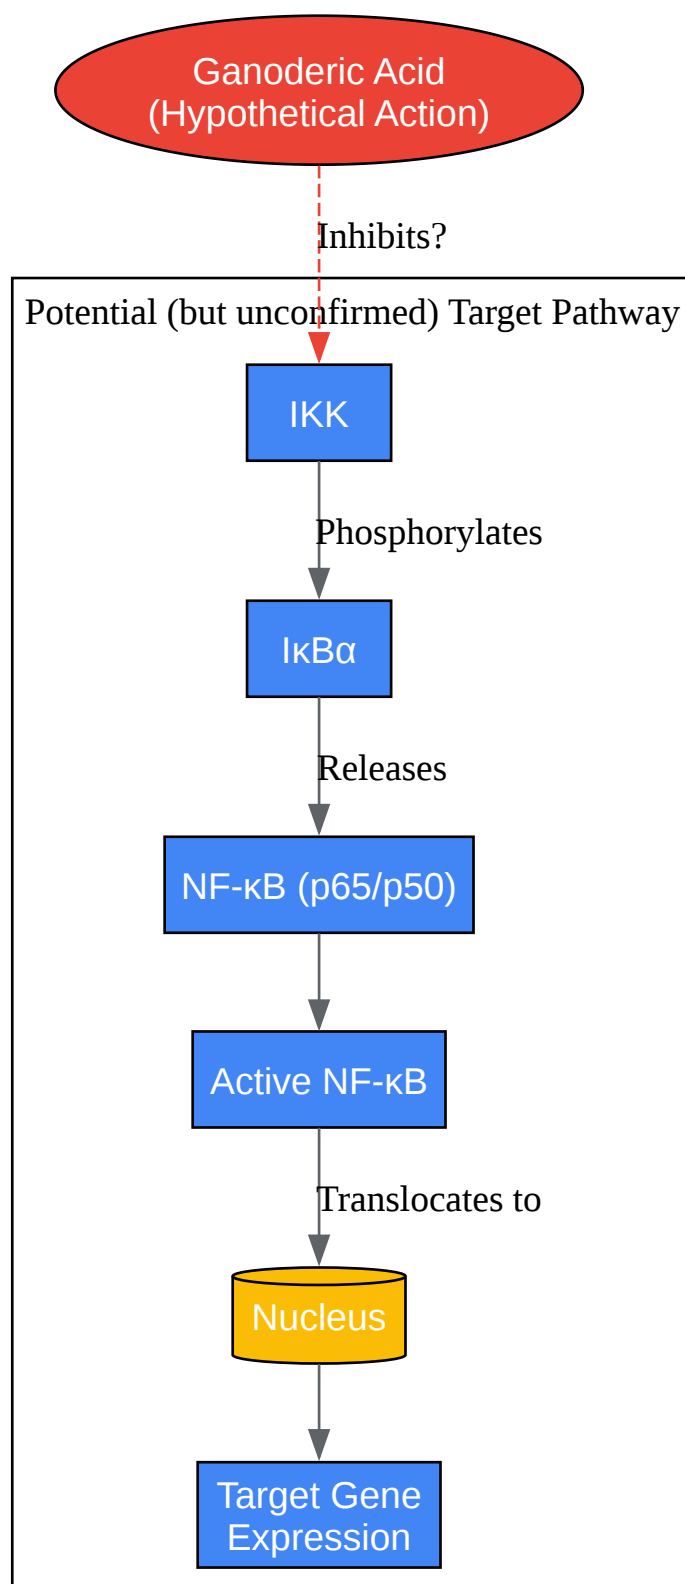 Ganoderic Acid
(Hypothetical Action)
Inhibits?
Potential (but unconfirmed) Target Pathway
IKK
Phosphorylates
IκBα
Releases
NF-κB (p65/p50)
Active NF-κB
Translocates to
Nucleus
Target Gene
Expression